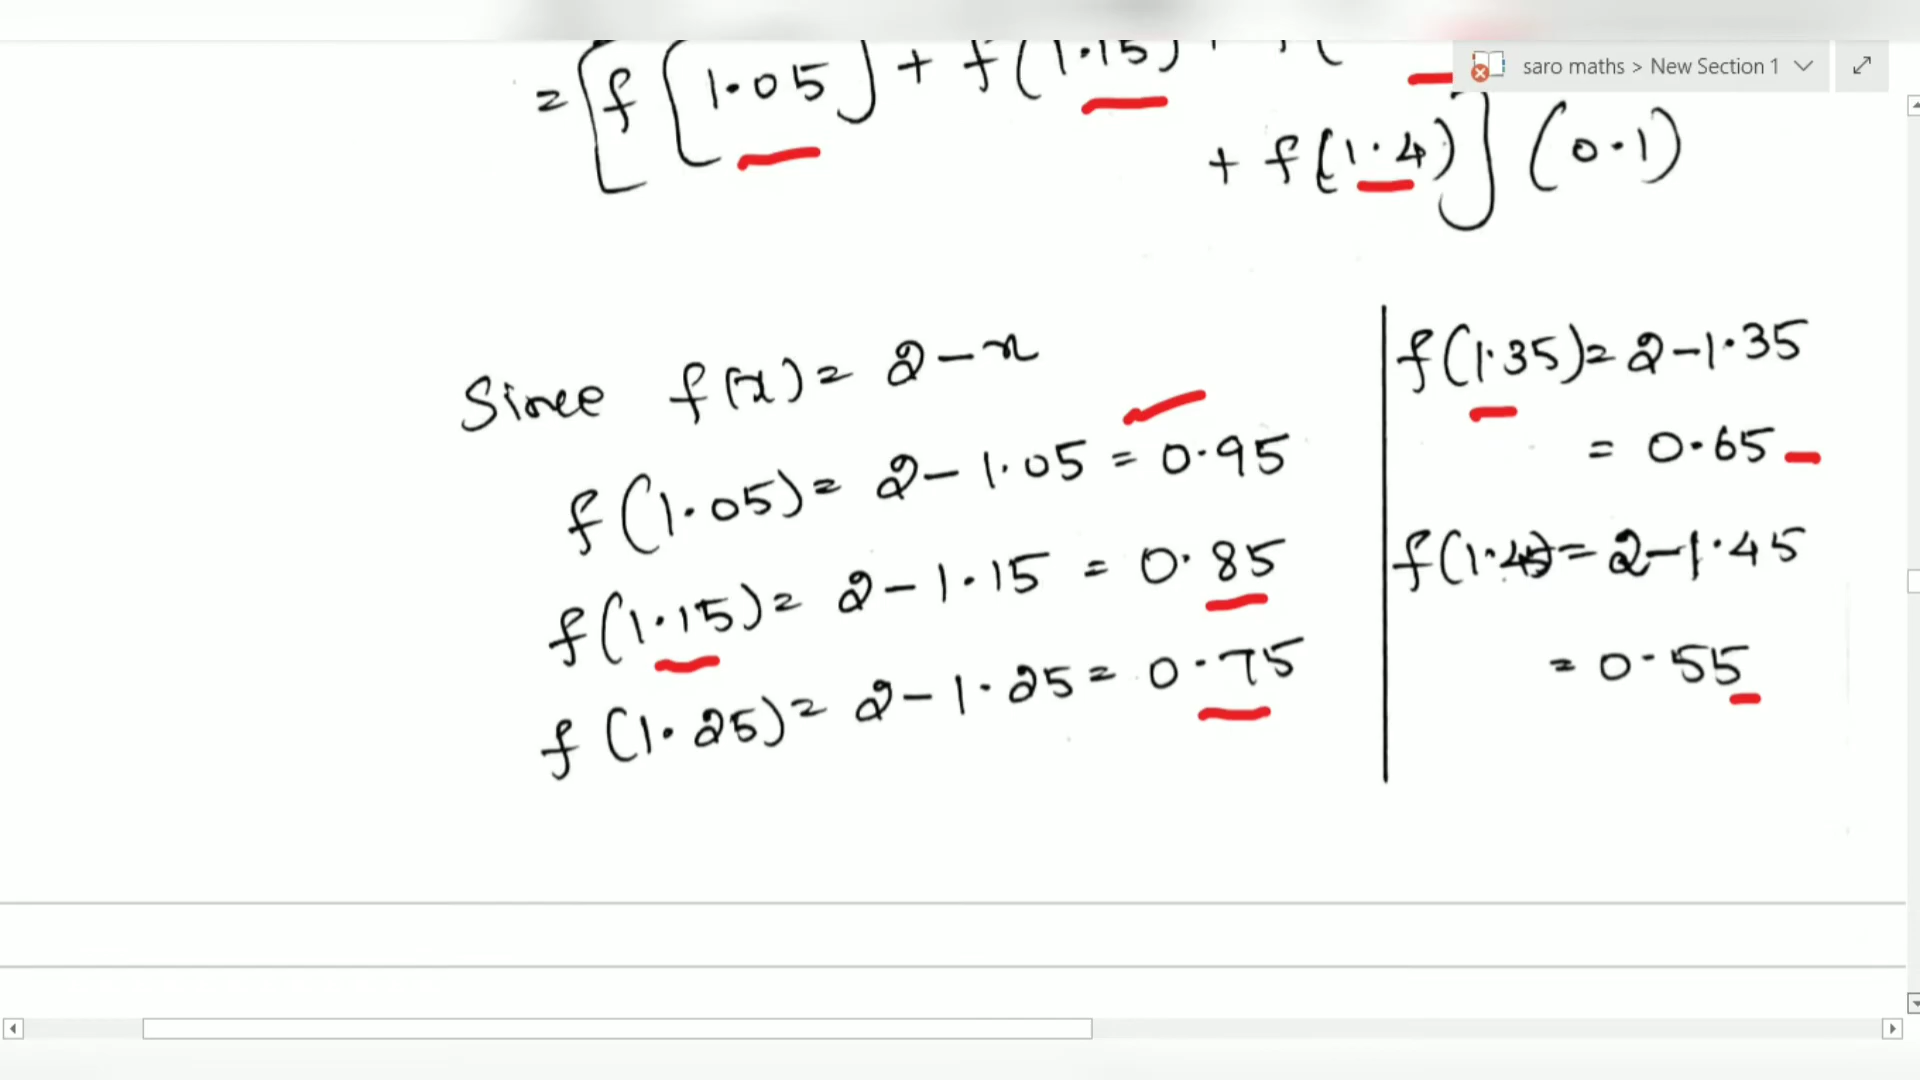 saro maths > New Section 1
= [f [1.05] + f(1.15)
+ f(1.4)] (0.1)
Since f(x) = 2-x
f(1.05) = 2-1.05 = 0.95
f(1.15) = 2-1.15 = 0.85
f(1.25) = 2-1.25 = 0.75
f(1.35) = 2-1.35
= 0.65
f(1.45) = 2-1.45
= 0.55